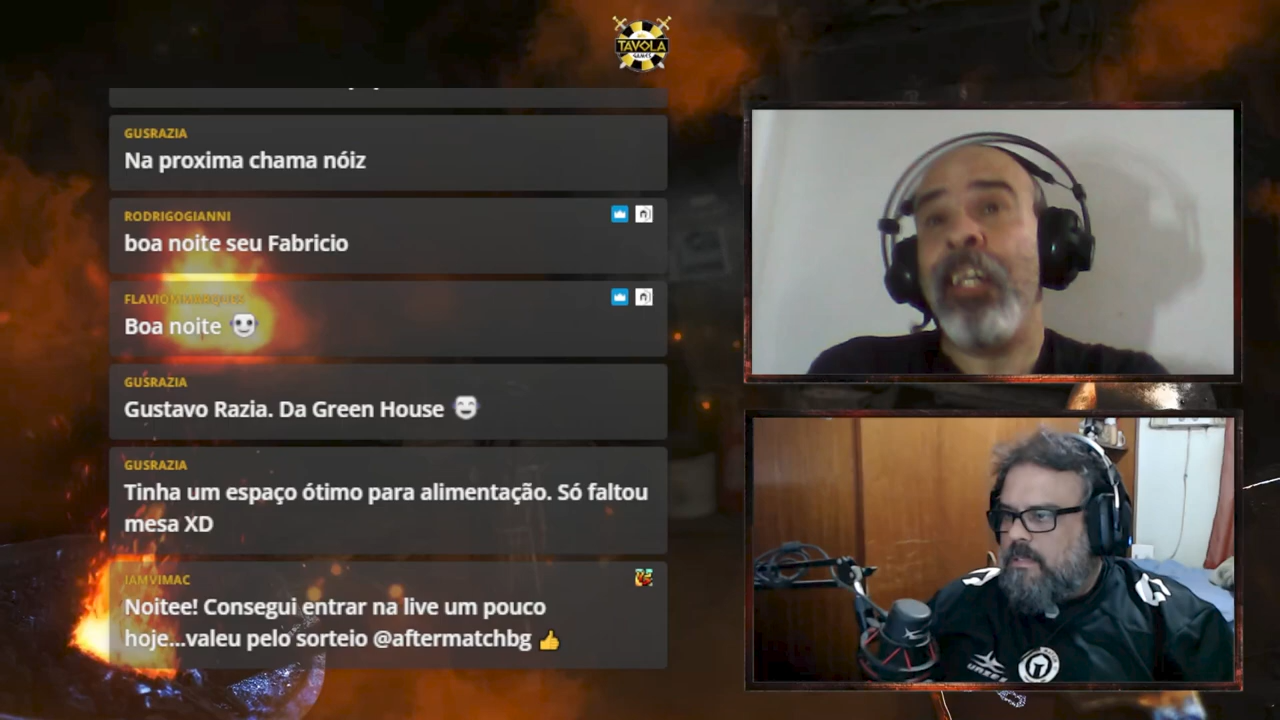 TAVOLA
GAMES
GUSRAZIA
Na proxima chama nóiz
RODRIGOGIANNI
boa noite seu Fabricio
FLAVIOMMARQUES
Boa noite
GUSRAZIA
Gustavo Razia. Da Green House
GUSRAZIA
Tinha um espaço ótimo para alimentação. Só faltou
mesa XD
IAMVIMAC
Noitee! Consegui entrar na live um pouco
hoje...valeu pelo sorteio @aftermatchbg